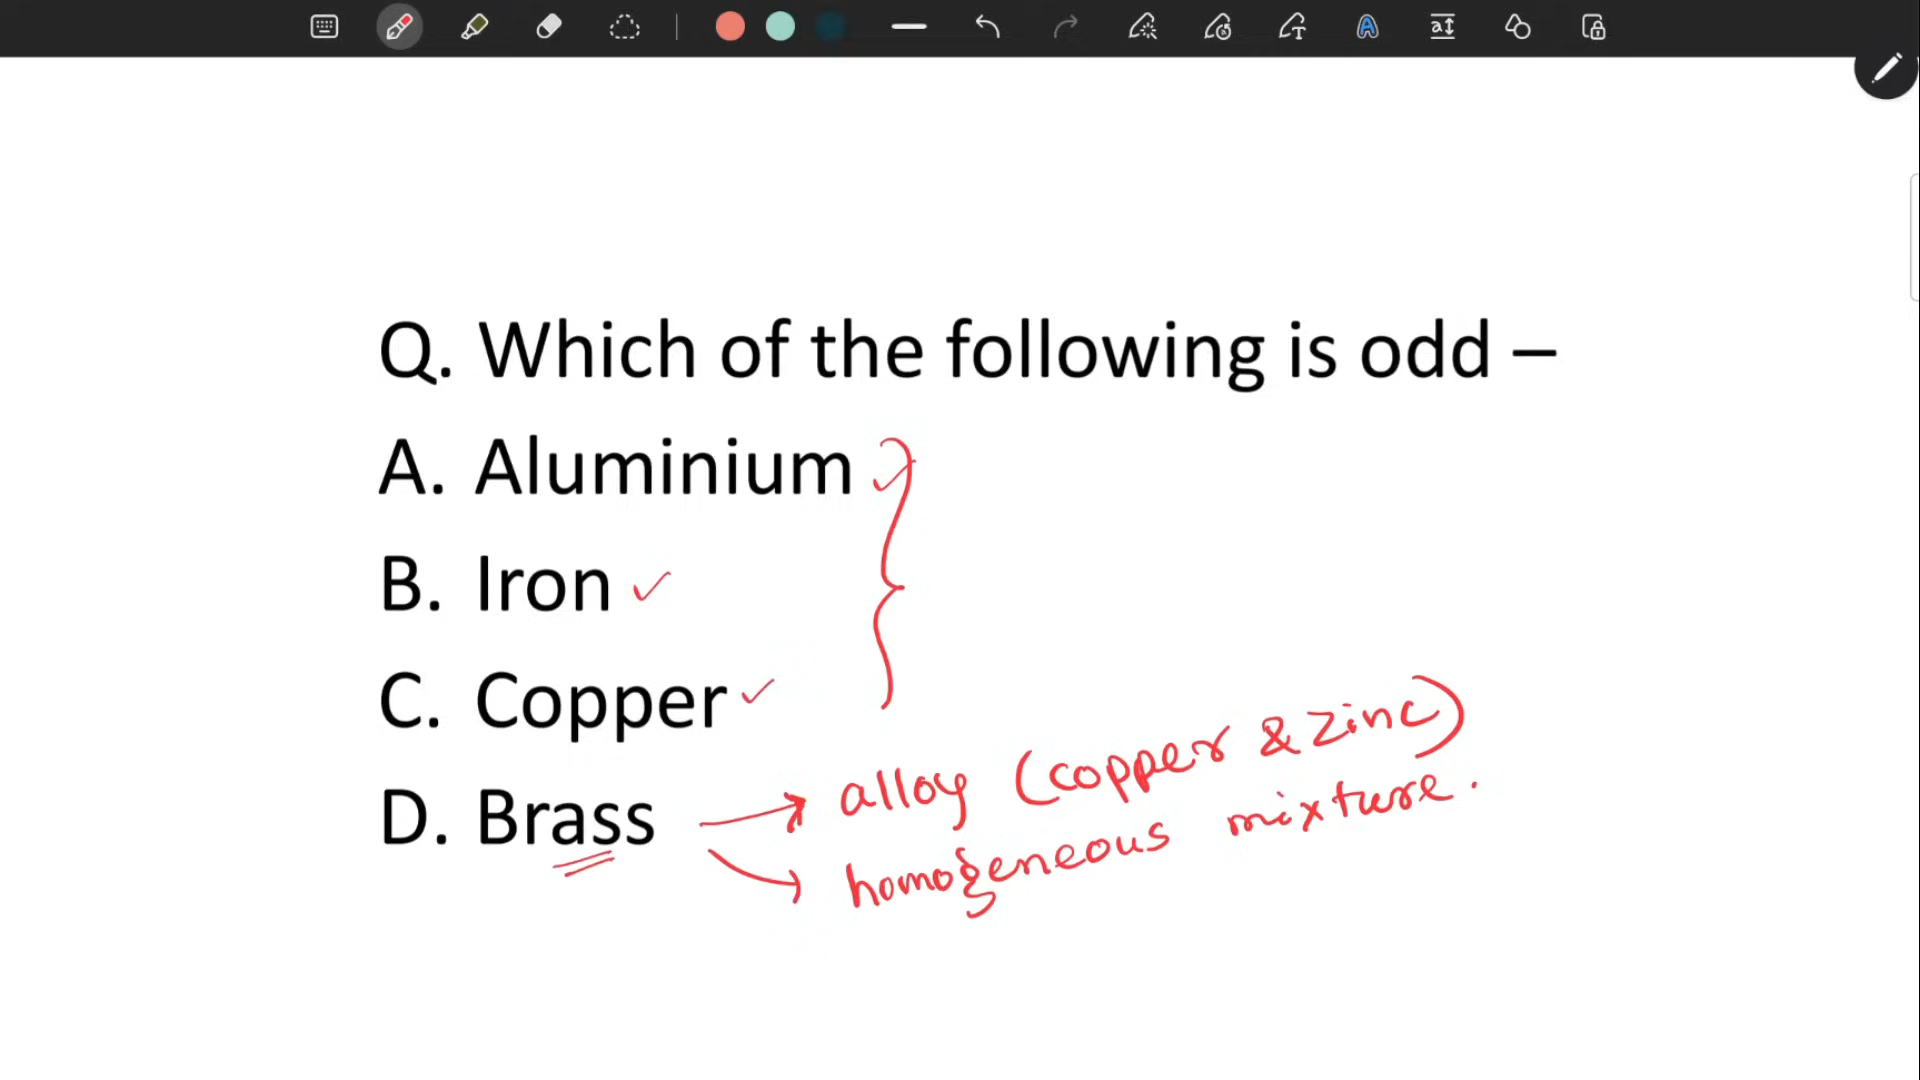 Q. Which of the following is odd –
A. Aluminium
B. Iron
C. Copper
D. Brass
alloy (copper & zinc)
homogeneous mixture.